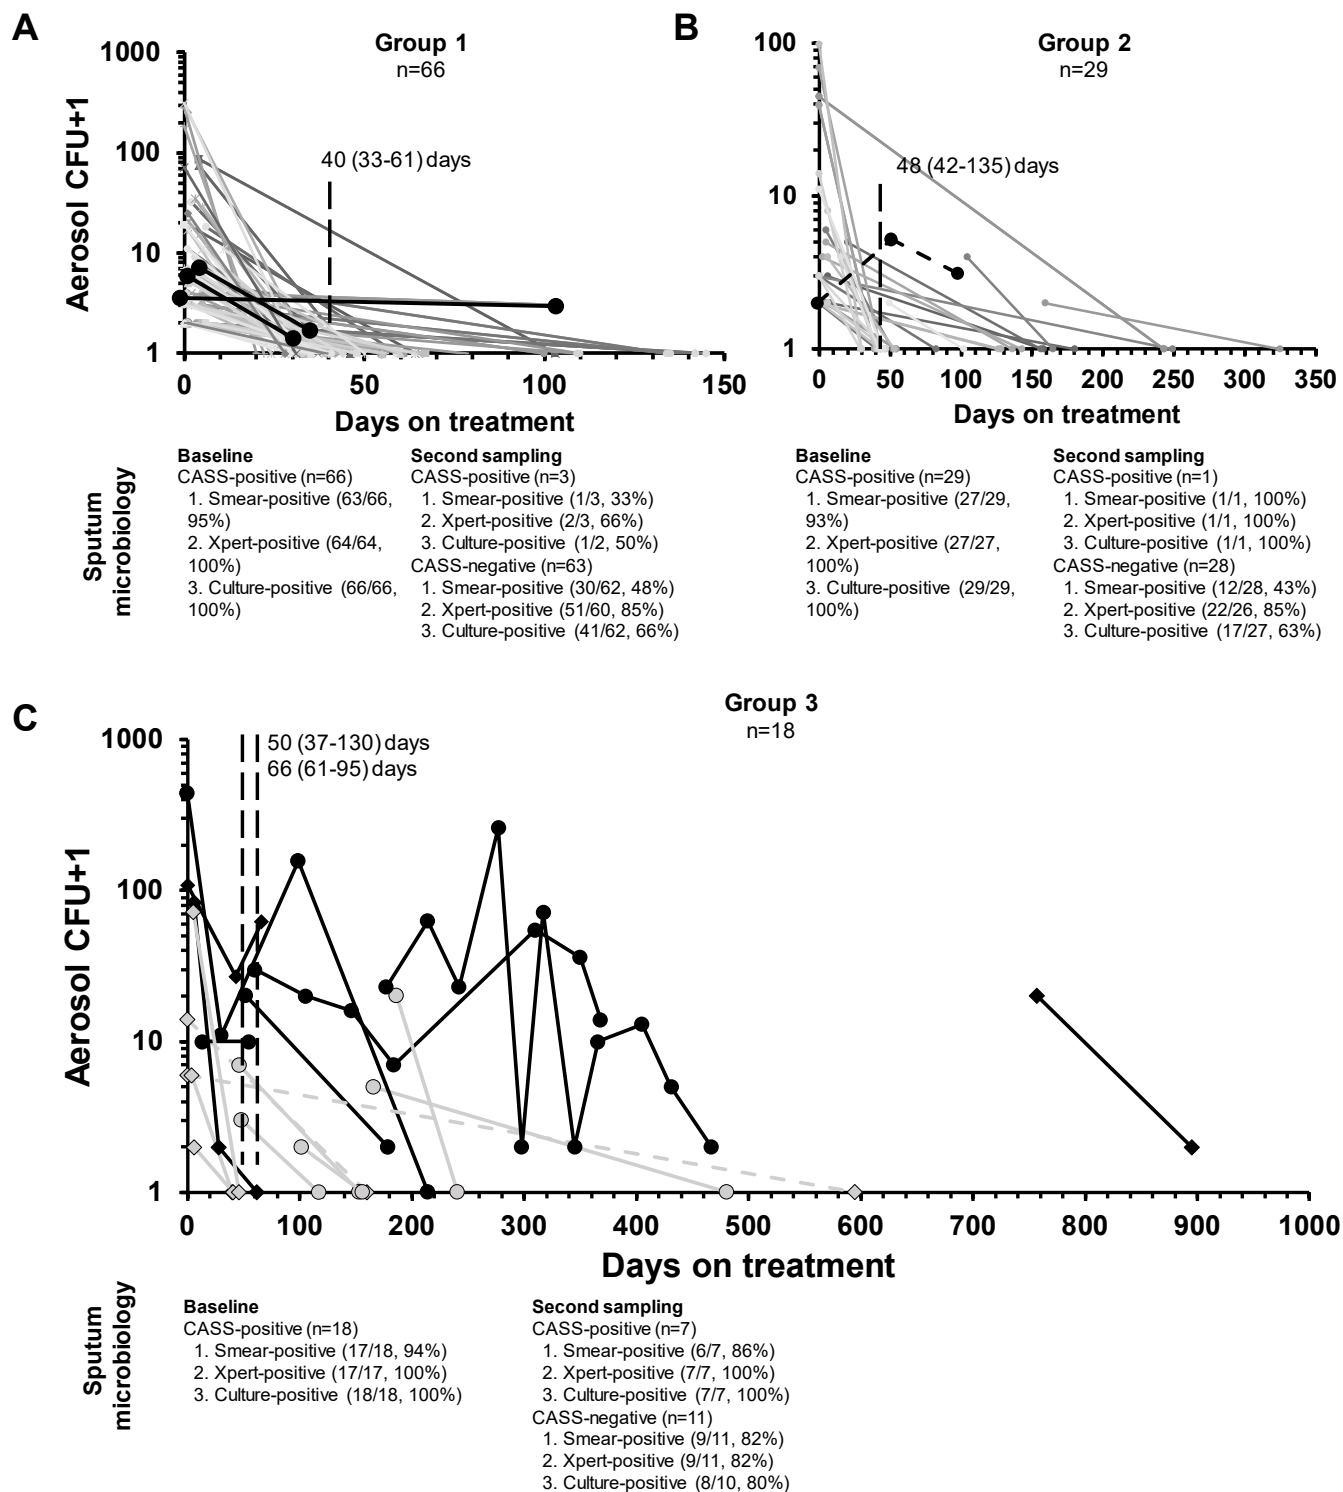 A
Group 1
n=66
1000
100
10
1
Aerosol CFU+1
40 (33-61) days
0
50
100
150
Days on treatment
Sputum
microbiology
Baseline
CASS-positive (n=66)
1. Smear-positive (63/66,
95%)
2. Xpert-positive (64/64,
100%)
3. Culture-positive (66/66,
100%)
Second sampling
CASS-positive (n=3)
1. Smear-positive (1/3, 33%)
2. Xpert-positive (2/3, 66%)
3. Culture-positive (1/2, 50%)
CASS-negative (n=63)
1. Smear-positive (30/62, 48%)
2. Xpert-positive (51/60, 85%)
3. Culture-positive (41/62, 66%)
B
Group 2
n=29
100
10
1
48 (42-135) days
0
50
100
150
200
250
300
350
Days on treatment
Baseline
CASS-positive (n=29)
1. Smear-positive (27/29,
93%)
2. Xpert-positive (27/27,
100%)
3. Culture-positive (29/29,
100%)
Second sampling
CASS-positive (n=1)
1. Smear-positive (1/1, 100%)
2. Xpert-positive (1/1, 100%)
3. Culture-positive (1/1, 100%)
CASS-negative (n=28)
1. Smear-positive (12/28, 43%)
2. Xpert-positive (22/26, 85%)
3. Culture-positive (17/27, 63%)
C
Group 3
n=18
1000
100
10
1
Aerosol CFU+1
50 (37-130) days
66 (61-95) days
0
100
200
300
400
500
600
700
800
900
1000
Days on treatment
Sputum
microbiology
Baseline
CASS-positive (n=18)
1. Smear-positive (17/18, 94%)
2. Xpert-positive (17/17, 100%)
3. Culture-positive (18/18, 100%)
Second sampling
CASS-positive (n=7)
1. Smear-positive (6/7, 86%)
2. Xpert-positive (7/7, 100%)
3. Culture-positive (7/7, 100%)
CASS-negative (n=11)
1. Smear-positive (9/11, 82%)
2. Xpert-positive (9/11, 82%)
3. Culture-positive (8/10, 80%)